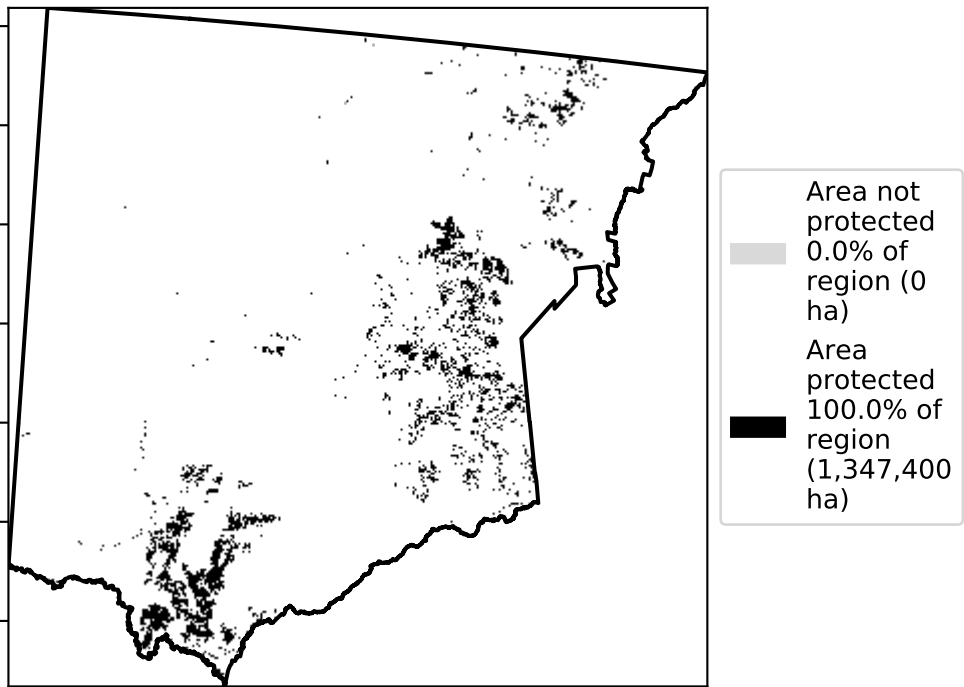 Area not
protected
0.0% of
region (0
ha)
Area
protected
100.0% of
region
(1,347,400
ha)